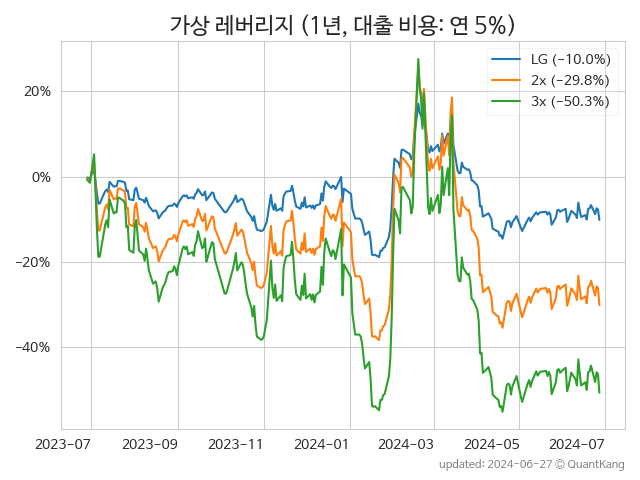 가상 레버리지 (1년, 대출 비용: 연 5%)
LG (−10.0%)
2x (−29.8%)
3x (−50.3%)
20%
0%
−20%
−40%
2023-07 2023-09 2023-11 2024-01 2024-03 2024-05 2024-07
updated: 2024-06-27 © QuantKang